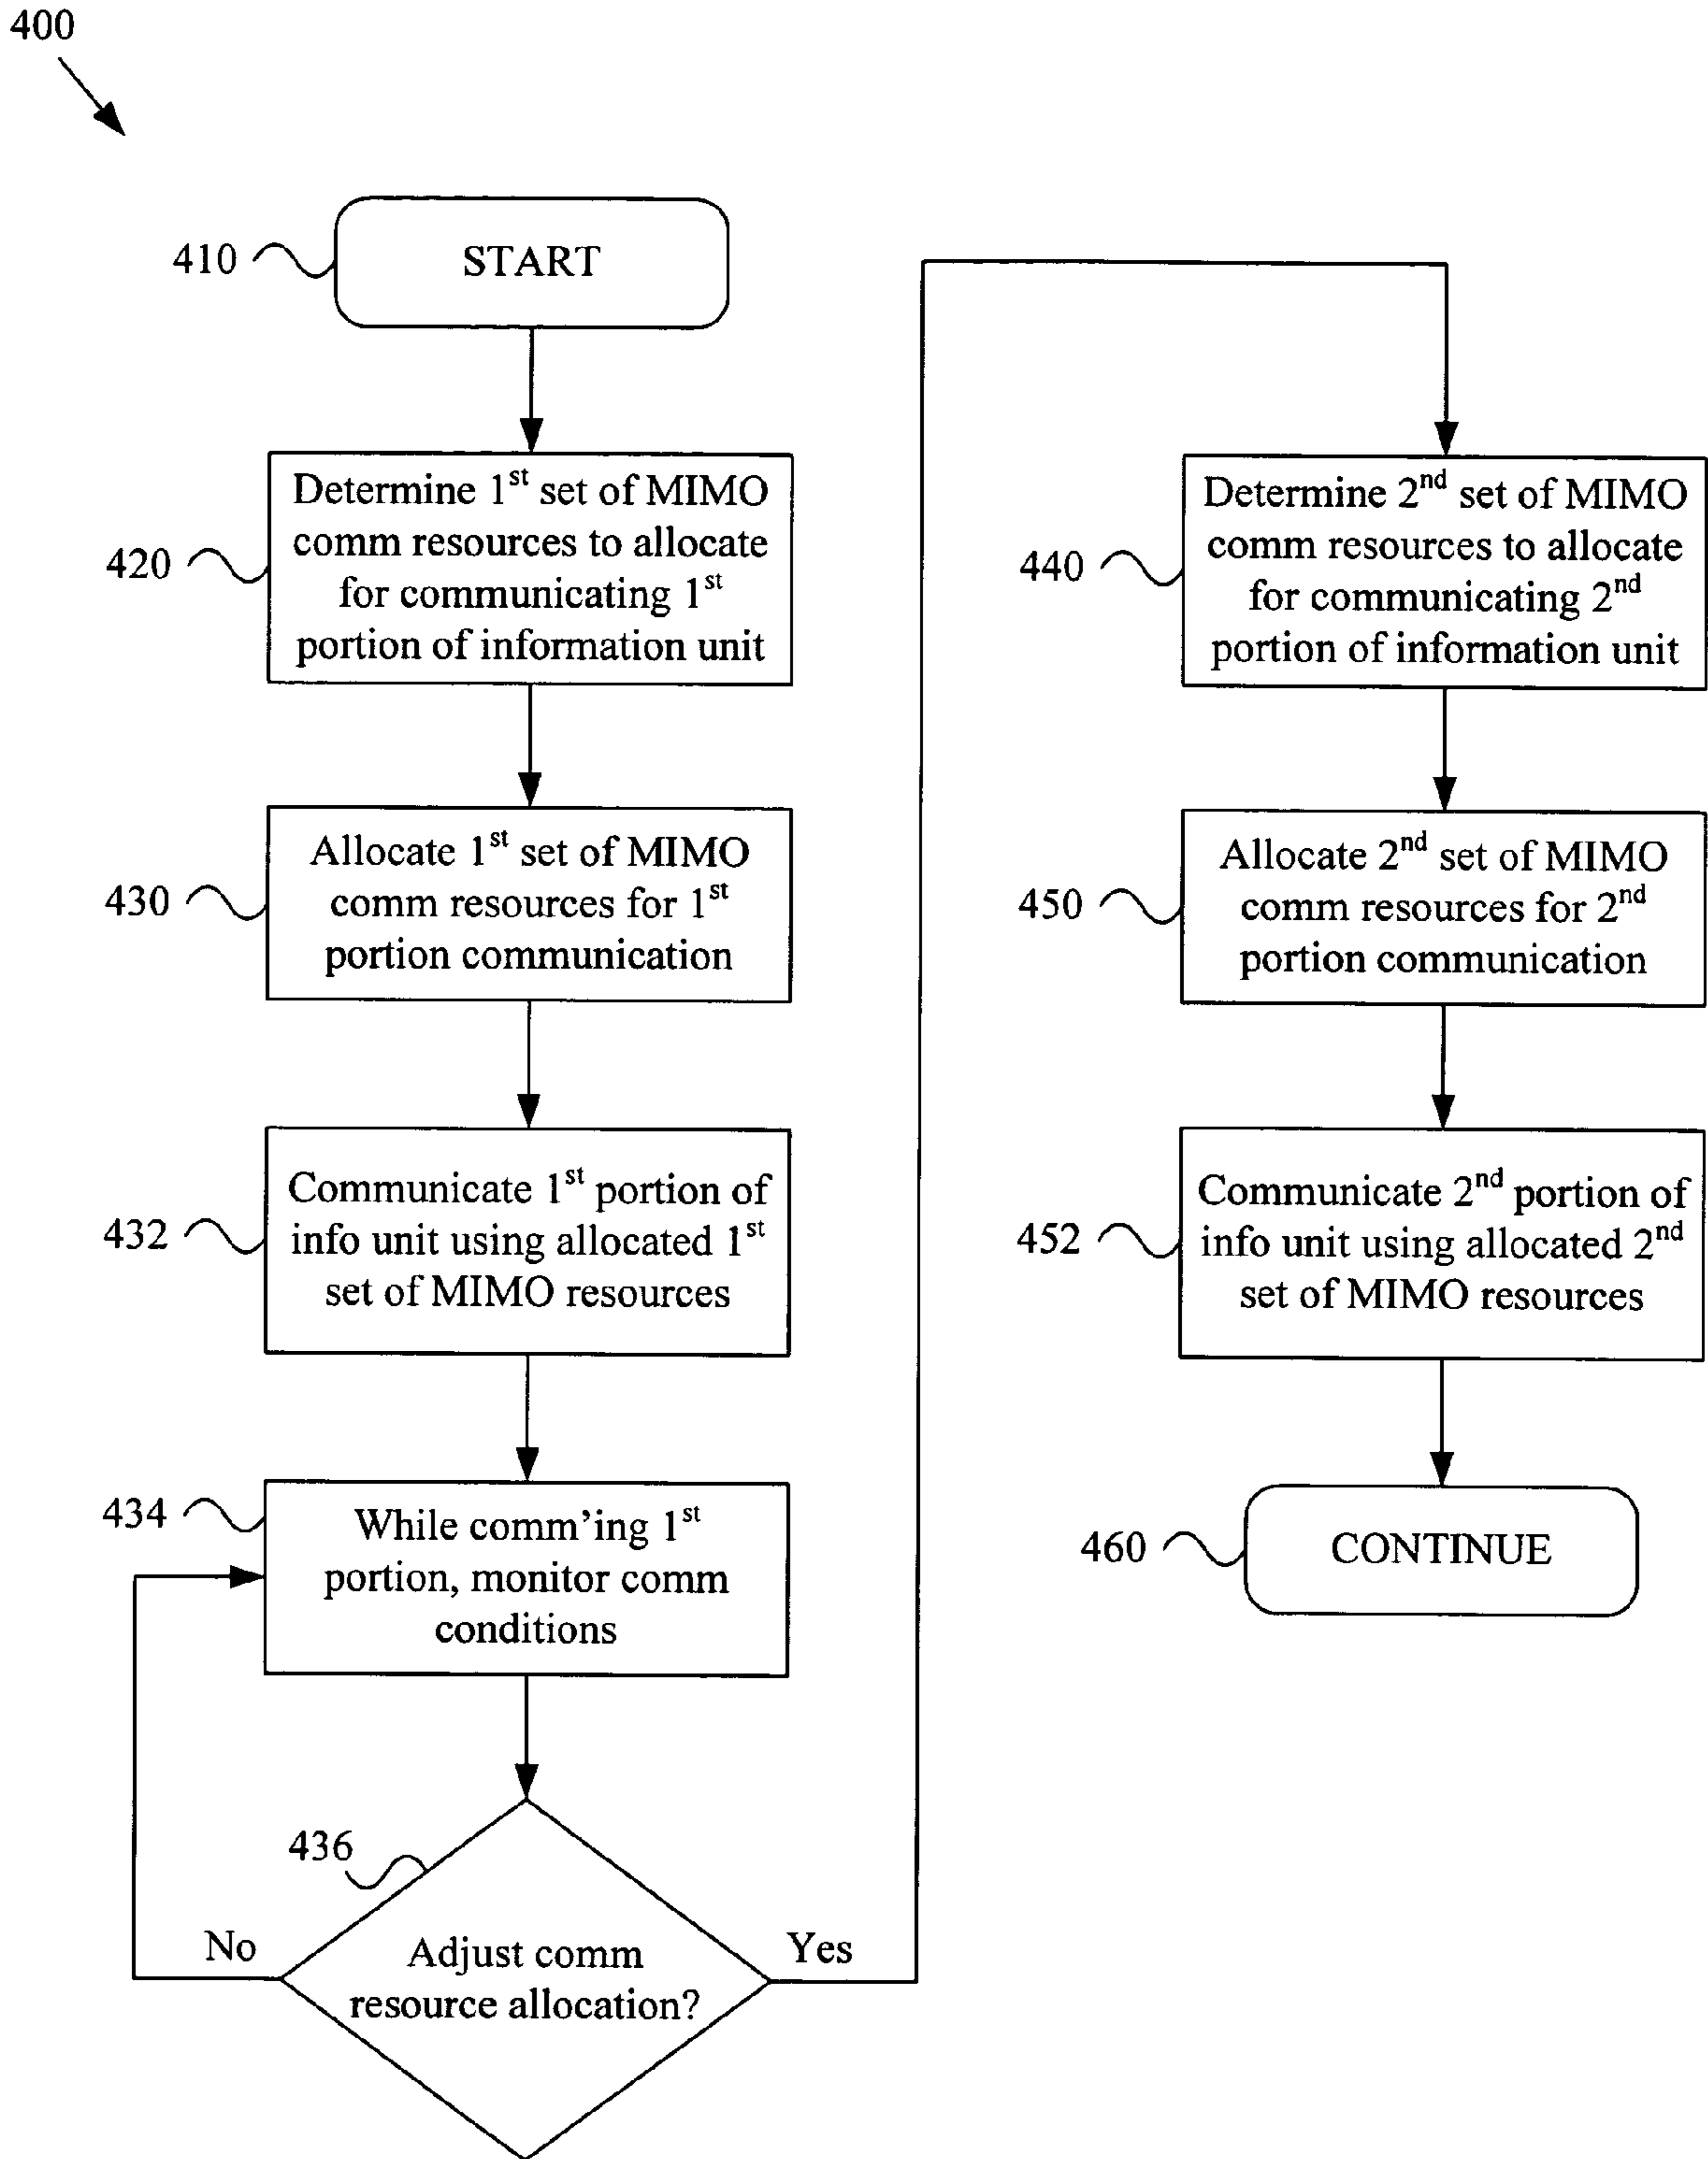 400
410
START
420
Determine 1st set of MIMO
comm resources to allocate
for communicating 1st
portion of information unit
430
Allocate 1st set of MIMO
comm resources for 1st
portion communication
432
Communicate 1st portion of
info unit using allocated 1st
set of MIMO resources
434
While comm'ing 1st
portion, monitor comm
conditions
436
Adjust comm
resource allocation?
No
Yes
440
Determine 2nd set of MIMO
comm resources to allocate
for communicating 2nd
portion of information unit
450
Allocate 2nd set of MIMO
comm resources for 2nd
portion communication
452
Communicate 2nd portion of
info unit using allocated 2nd
set of MIMO resources
460
CONTINUE